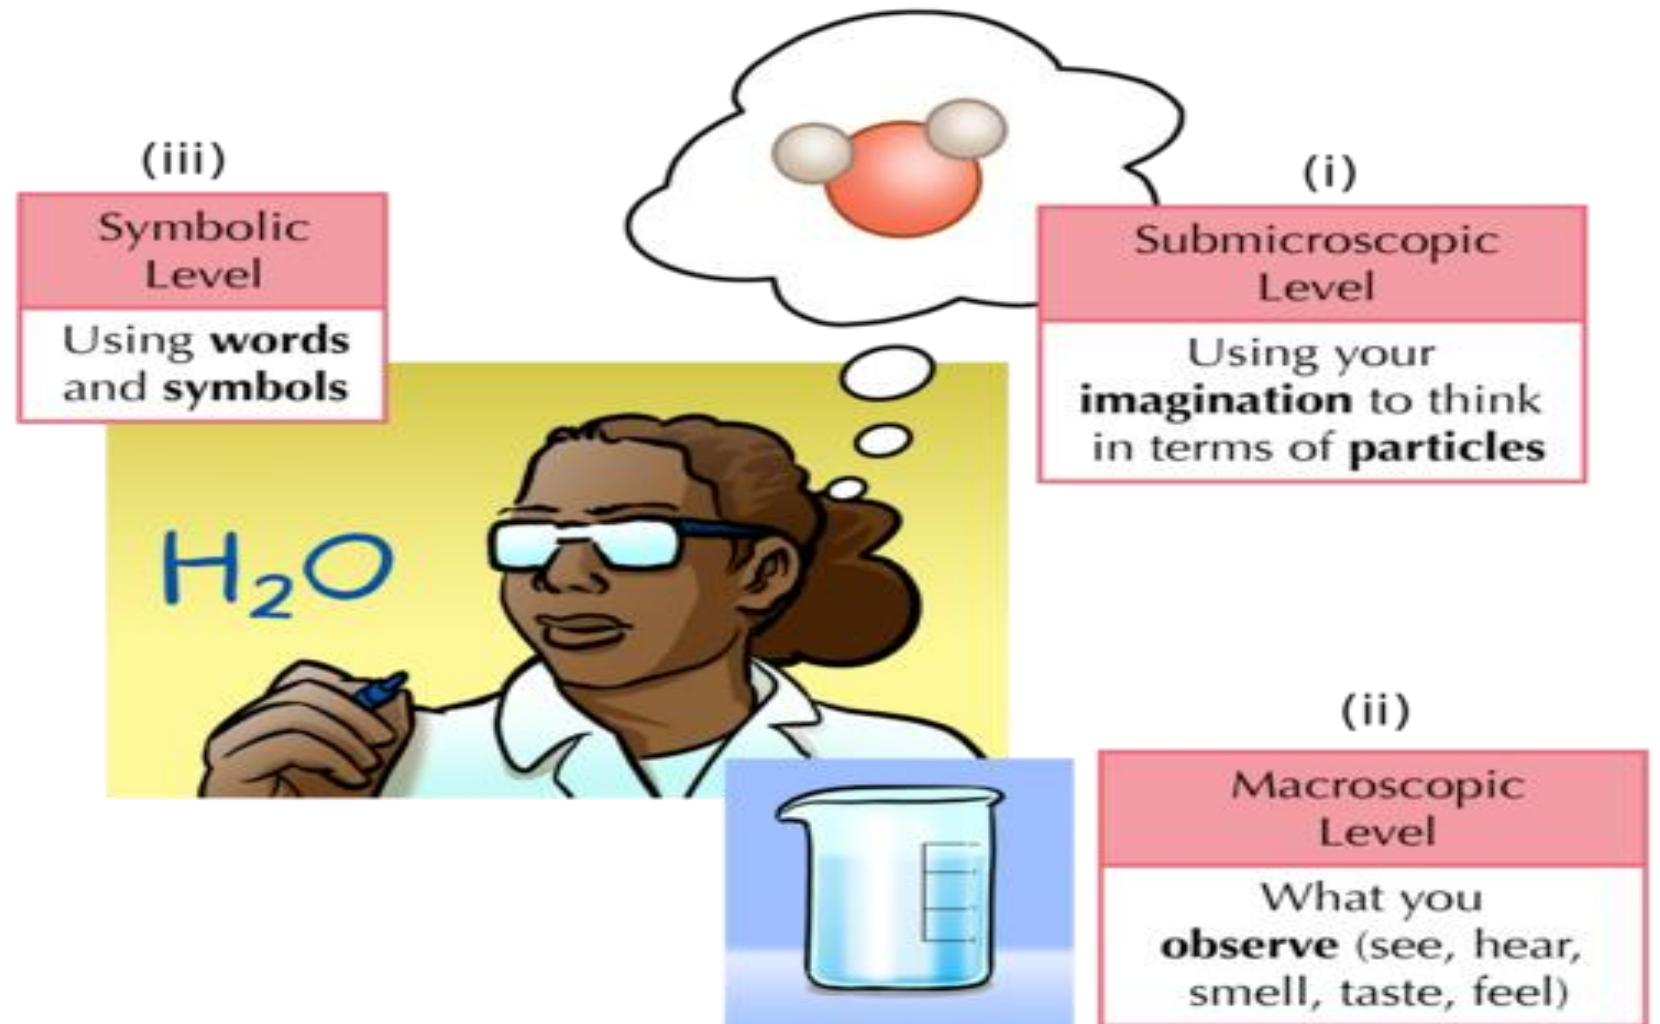 (iii)
Symbolic
Level
Using words
and symbols
(i)
Submicroscopic
Level
Using your
imagination to think
in terms of particles
H₂O
(ii)
Macroscopic
Level
What you
observe (see, hear,
smell, taste, feel)